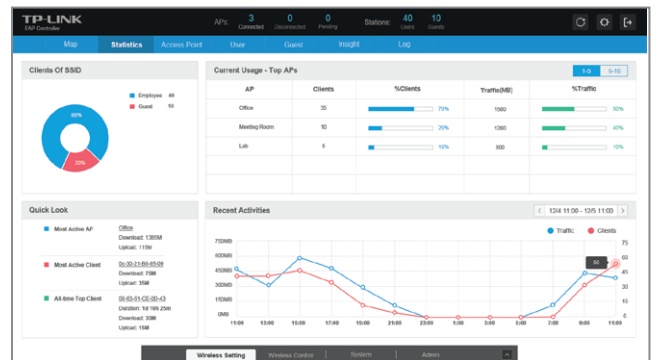 TP-LINK
EAP Controller
APs: 3 Connected 0 Disconnected 0 Pending Stations: 40 Users 10 Guests
Map Statistics Access Point User Guest Insight Log
Clients Of SSID
Employee 40
Guest 10
80%
20%
Current Usage - Top APs
1-5 6-10
AP Clients %Clients Traffic(MB) %Traffic
Office 35 70% 1500 50%
Meeting Room 10 20% 1200 40%
Lab 5 10% 300 10%
Quick Look
Most Active AP Office
Download: 1385M
Upload: 115M
Most Active Client
Download: 75M
Upload: 35M
All-time Top Client
Duration: 1d 16h 25m
Download: 30M
Upload: 15M
Recent Activities
12/4 11:00 - 12/5 11:00
Traffic Clients
750MB 75
600MB 60
450MB 45
300MB 30
150MB 15
0MB 0
50
11:00 13:00 15:00 17:00 19:00 21:00 23:00 1:00 3:00 5:00 7:00 9:00 11:00
Wireless Setting Wireless Control System Admin